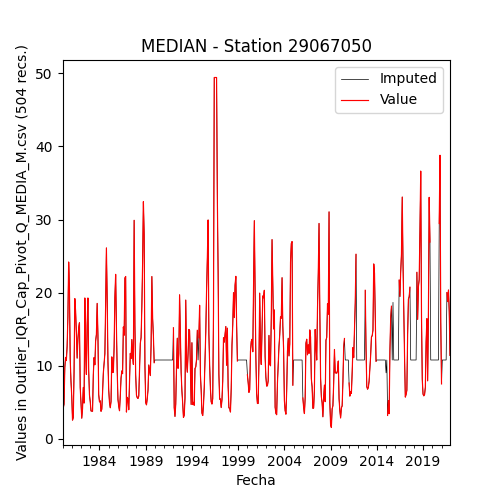 MEDIAN - Station 29067050
Values in Outlier_IQR_Cap_Pivot_Q_MEDIA_M.csv (504 recs.)
50
40
30
20
10
0
Imputed
Value
1984 1989 1994 1999 2004 2009 2014 2019
Fecha